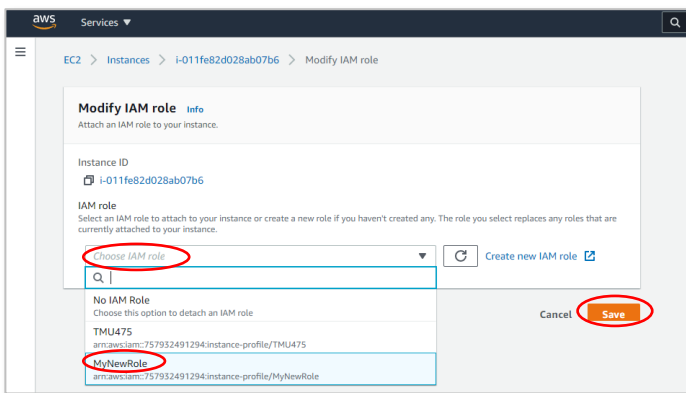 aws Services ▼
EC2 > Instances > i-011fe82d028ab07b6 > Modify IAM role
Modify IAM role Info
Attach an IAM role to your instance.
Instance ID
i-011fe82d028ab07b6
IAM role
Select an IAM role to attach to your instance or create a new role if you haven't created any. The role you select replaces any roles that are
currently attached to your instance.
Choose IAM role ▼ Create new IAM role
No IAM Role
Choose this option to detach an IAM role
Cancel Save
TMU475
arn:aws:iam::757932491294:instance-profile/TMU475
MyNewRole
arn:aws:iam::757932491294:instance-profile/MyNewRole